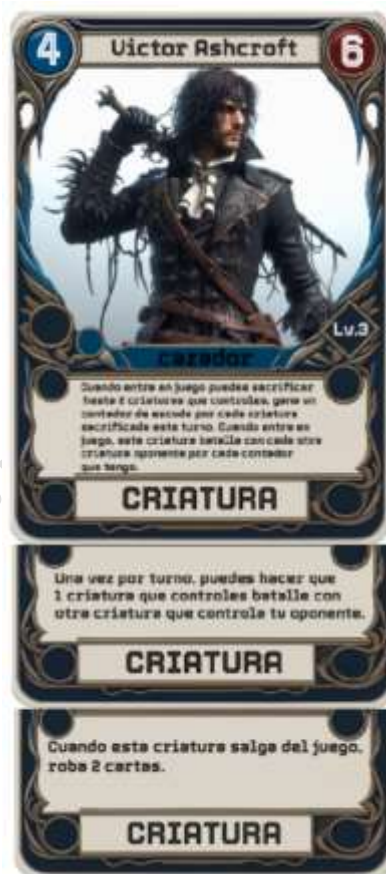 4 Victor Ashcroft 6
Lv.3
cazador
Cuando entre en juego puedes sacrificar
hasta 2 criaturas que controles, gana un
contador de escudo por cada criatura
sacrificada este turno. Cuando entre en
juego, esta criatura batalla con cada otra
criatura oponente por cada contador
que tenga.
CRIATURA
Una vez por turno, puedes hacer que
1 criatura que controles batalle con
otra criatura que controla tu oponente.
CRIATURA
Cuando esta criatura salga del juego,
roba 2 cartas.
CRIATURA